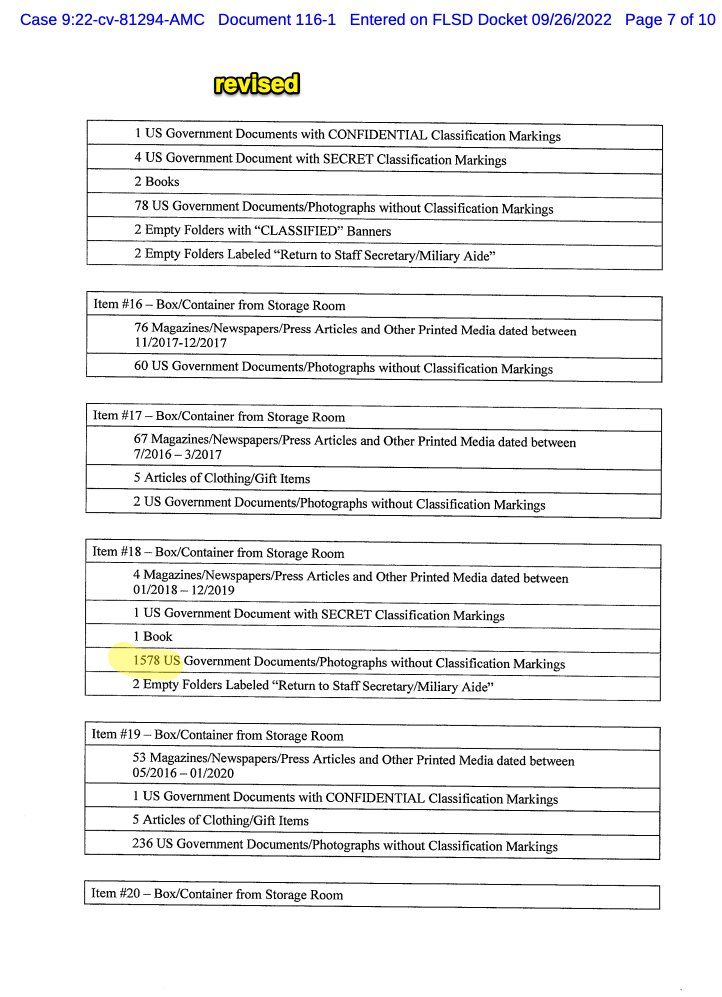 Case 9:22-cv-81294-AMC Document 116-1 Entered on FLSD Docket 09/26/2022 Page 7 of 10
revised
1 US Government Documents with CONFIDENTIAL Classification Markings
4 US Government Document with SECRET Classification Markings
2 Books
78 US Government Documents/Photographs without Classification Markings
2 Empty Folders with “CLASSIFIED” Banners
2 Empty Folders Labeled “Return to Staff Secretary/Miliary Aide”
Item #16 – Box/Container from Storage Room
76 Magazines/Newspapers/Press Articles and Other Printed Media dated between
11/2017-12/2017
60 US Government Documents/Photographs without Classification Markings
Item #17 – Box/Container from Storage Room
67 Magazines/Newspapers/Press Articles and Other Printed Media dated between
7/2016 – 3/2017
5 Articles of Clothing/Gift Items
2 US Government Documents/Photographs without Classification Markings
Item #18 – Box/Container from Storage Room
4 Magazines/Newspapers/Press Articles and Other Printed Media dated between
01/2018 – 12/2019
1 US Government Document with SECRET Classification Markings
1 Book
1578 US Government Documents/Photographs without Classification Markings
2 Empty Folders Labeled “Return to Staff Secretary/Miliary Aide”
Item #19 – Box/Container from Storage Room
53 Magazines/Newspapers/Press Articles and Other Printed Media dated between
05/2016 – 01/2020
1 US Government Documents with CONFIDENTIAL Classification Markings
5 Articles of Clothing/Gift Items
236 US Government Documents/Photographs without Classification Markings
Item #20 – Box/Container from Storage Room